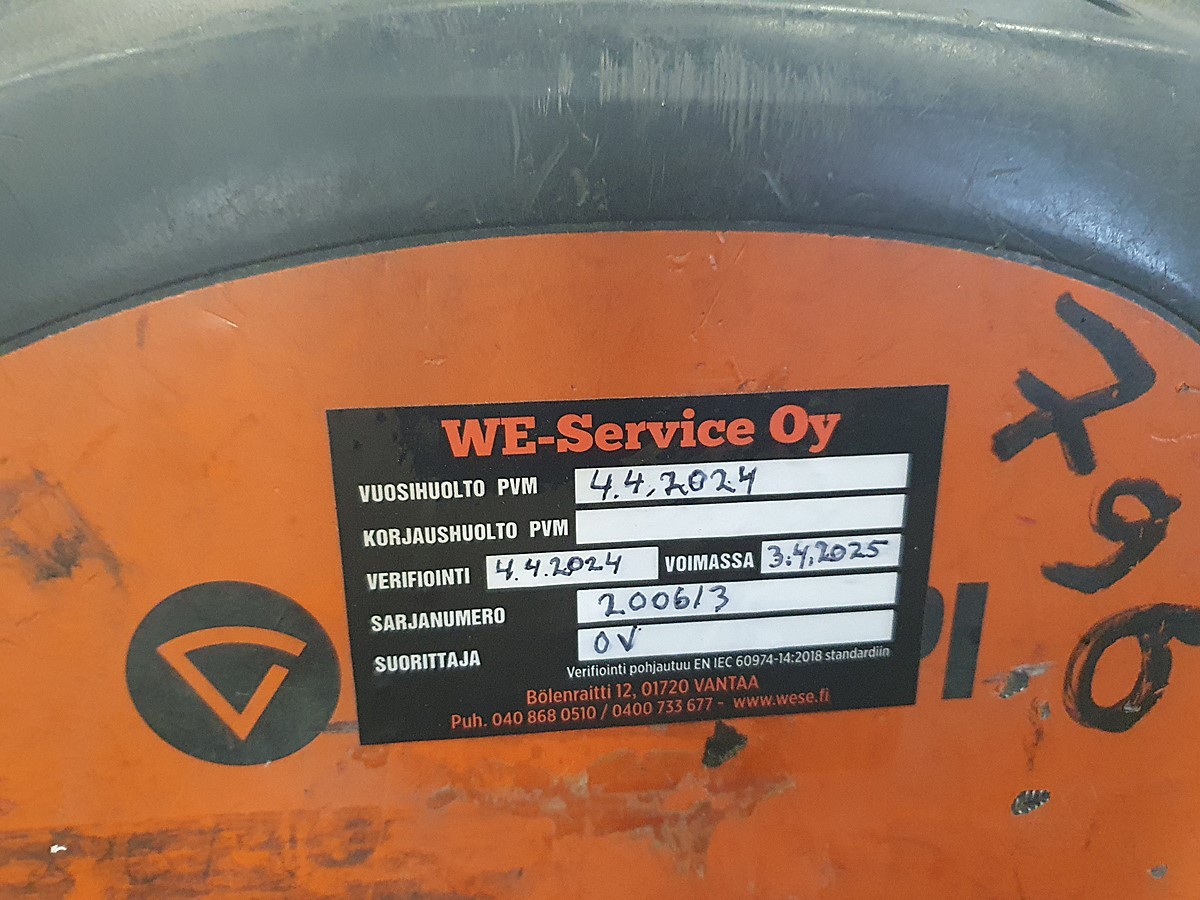 WE-Service Oy
VUOSIHUOLTO PVM 4.4.2024
KORJAUSHUOLTO PVM
VERIFIOINTI 4.4.2024 VOIMASSA 3.4.2025
SARJANUMERO 200613
SUORITTAJA OV
Verifiointi pohjautuu EN IEC 60974-14:2018 standardiin
Bölenraitti 12, 01720 VANTAA
Puh. 040 868 0510 / 0400 733 677 - www.wese.fi